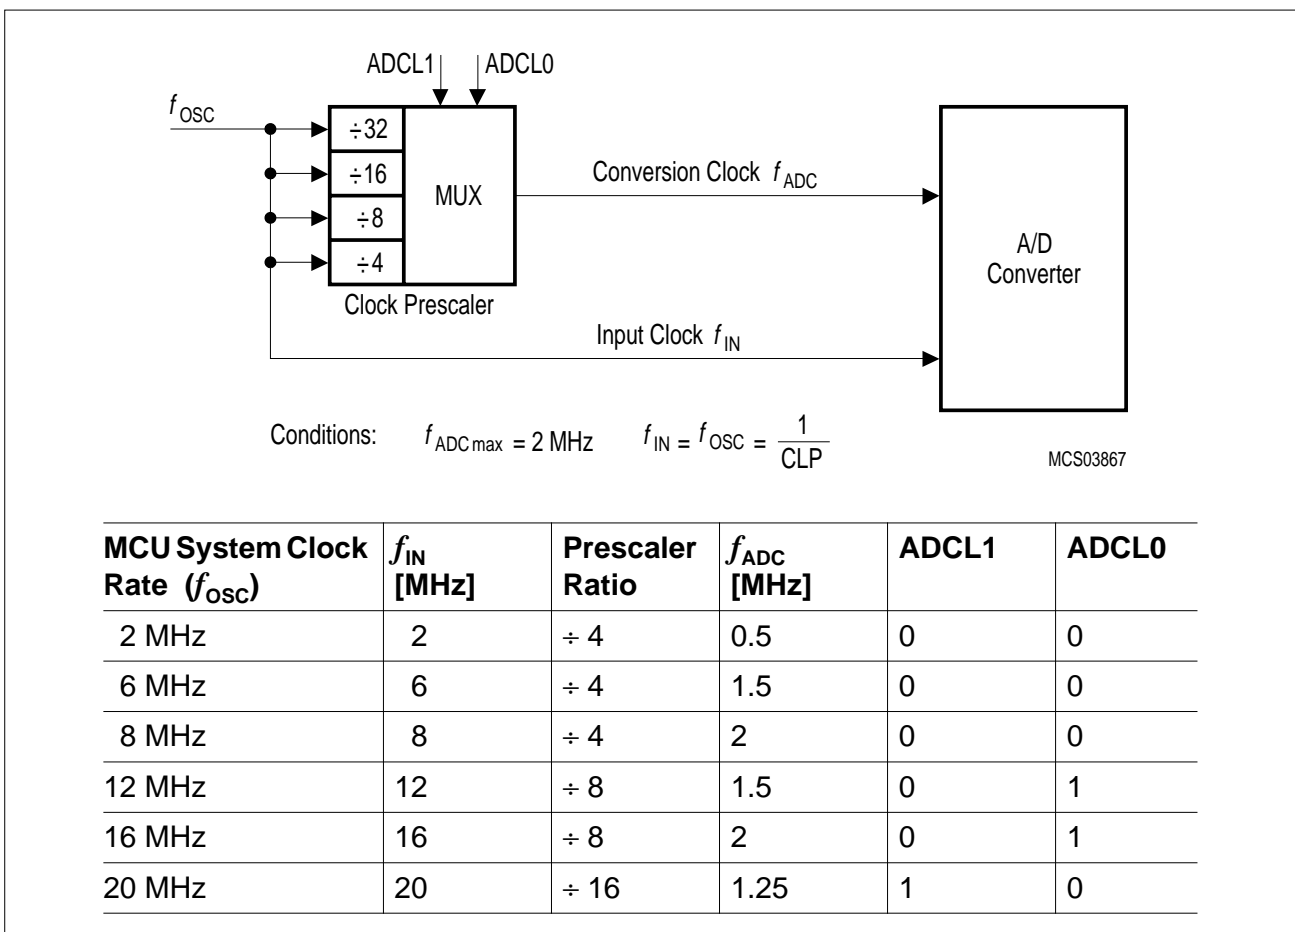 ADCL1 ADCL0
f OSC
÷32
÷16
÷8
÷4
MUX
Clock Prescaler
Conversion Clock f ADC
Input Clock f IN
A/D
Converter
Conditions: f ADC max = 2 MHz f IN = f OSC = 1
CLP
MCS03867
MCU System Clock Rate (fOSC) fIN [MHz] Prescaler Ratio fADC [MHz] ADCL1 ADCL0
2 MHz 2 ÷ 4 0.5 0 0
6 MHz 6 ÷ 4 1.5 0 0
8 MHz 8 ÷ 4 2 0 0
12 MHz 12 ÷ 8 1.5 0 1
16 MHz 16 ÷ 8 2 0 1
20 MHz 20 ÷ 16 1.25 1 0